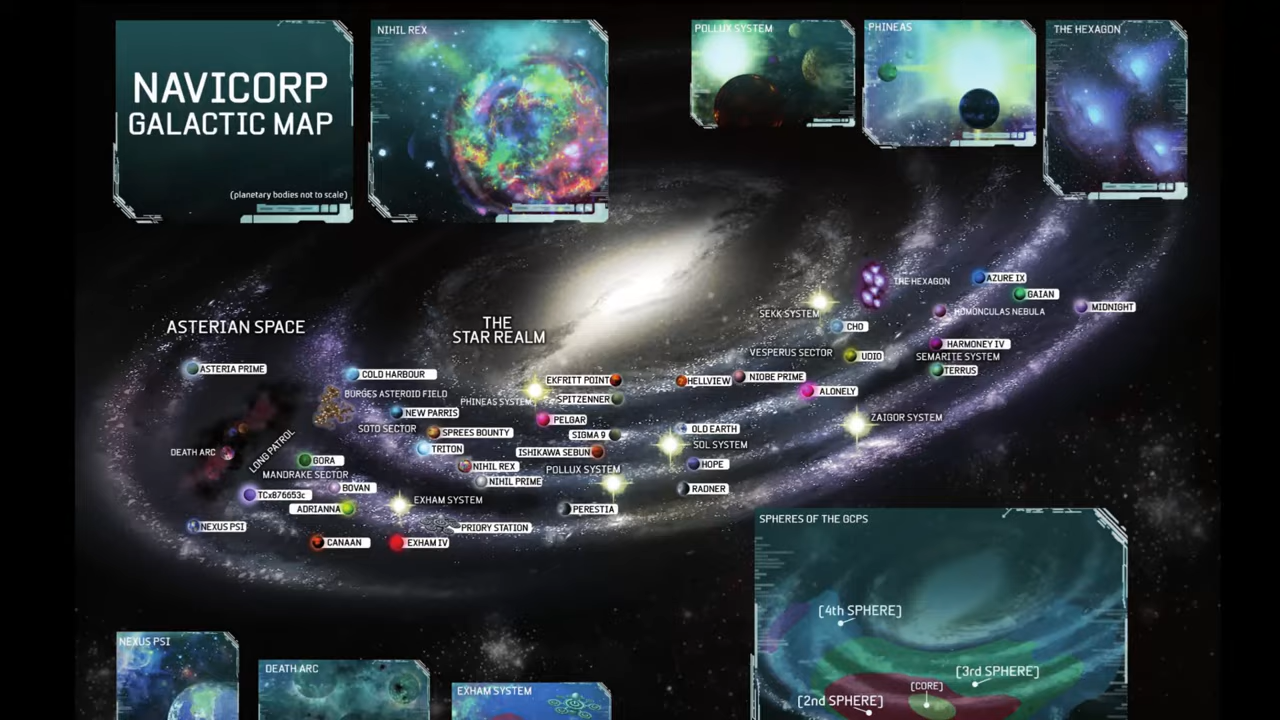 NAVICORP
GALACTIC MAP
(planetary bodies not to scale)
NIHIL REX
POLLUX SYSTEM
PHINEAS
THE HEXAGON
THE HEXAGON
AZURE IX
GAIAN
SEKK SYSTEM
HOMONCULAS NEBULA
MIDNIGHT
ASTERIAN SPACE
THE
STAR REALM
CHO
HARMONEY IV
VESPERUS SECTOR
UDIO
SEMARITE SYSTEM
ASTERIA PRIME
COLD HARBOUR
TERRUS
EKFRITT POINT
HELLVIEW
NIOBE PRIME
BORGES ASTEROID FIELD
PHINEAS SYSTEM
SPITZENNER
ALONELY
NEW PARRIS
PELGAR
ZAIGOR SYSTEM
SOTO SECTOR
SPREES BOUNTY
SIGMA 9
OLD EARTH
SOL SYSTEM
DEATH ARC
LONG PATROL
TRITON
ISHIKAWA SEBUN
GORA
NIHIL REX
POLLUX SYSTEM
HOPE
MANDRAKE SECTOR
NIHIL PRIME
BOVAN
RADNER
TCx876653c
EXHAM SYSTEM
ADRIANNA
PERESTIA
NEXUS PSI
PRIORY STATION
CANAAN
EXHAM IV
SPHERES OF THE GCPS
[4th SPHERE]
[3rd SPHERE]
[CORE]
[2nd SPHERE]
NEXUS PSI
DEATH ARC
EXHAM SYSTEM